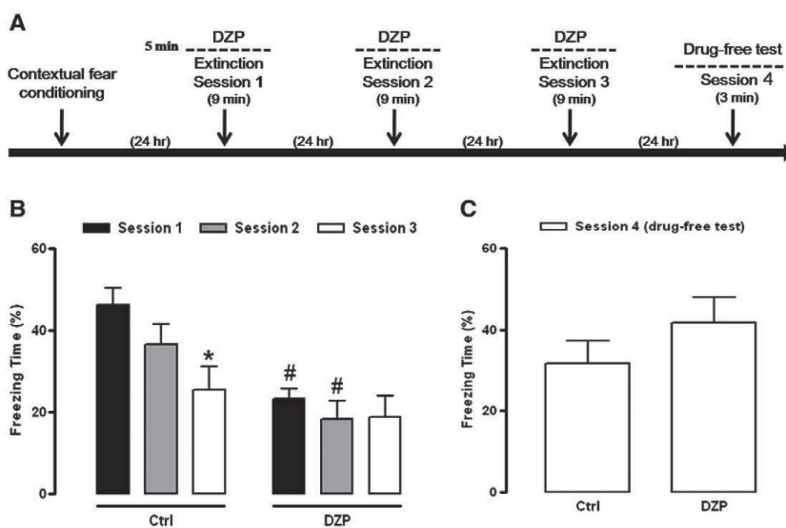 A
5 min
DZP
DZP
DZP
Drug-free test
Contextual fear
conditioning
Extinction
Session 1
(9 min)
Extinction
Session 2
(9 min)
Extinction
Session 3
(9 min)
Session 4
(3 min)
(24 hr)
(24 hr)
(24 hr)
(24 hr)
B
Session 1
Session 2
Session 3
Freezing Time (%)
60
40
20
0
*
#
#
Ctrl
DZP
C
Session 4 (drug-free test)
Freezing Time (%)
60
40
20
0
Ctrl
DZP